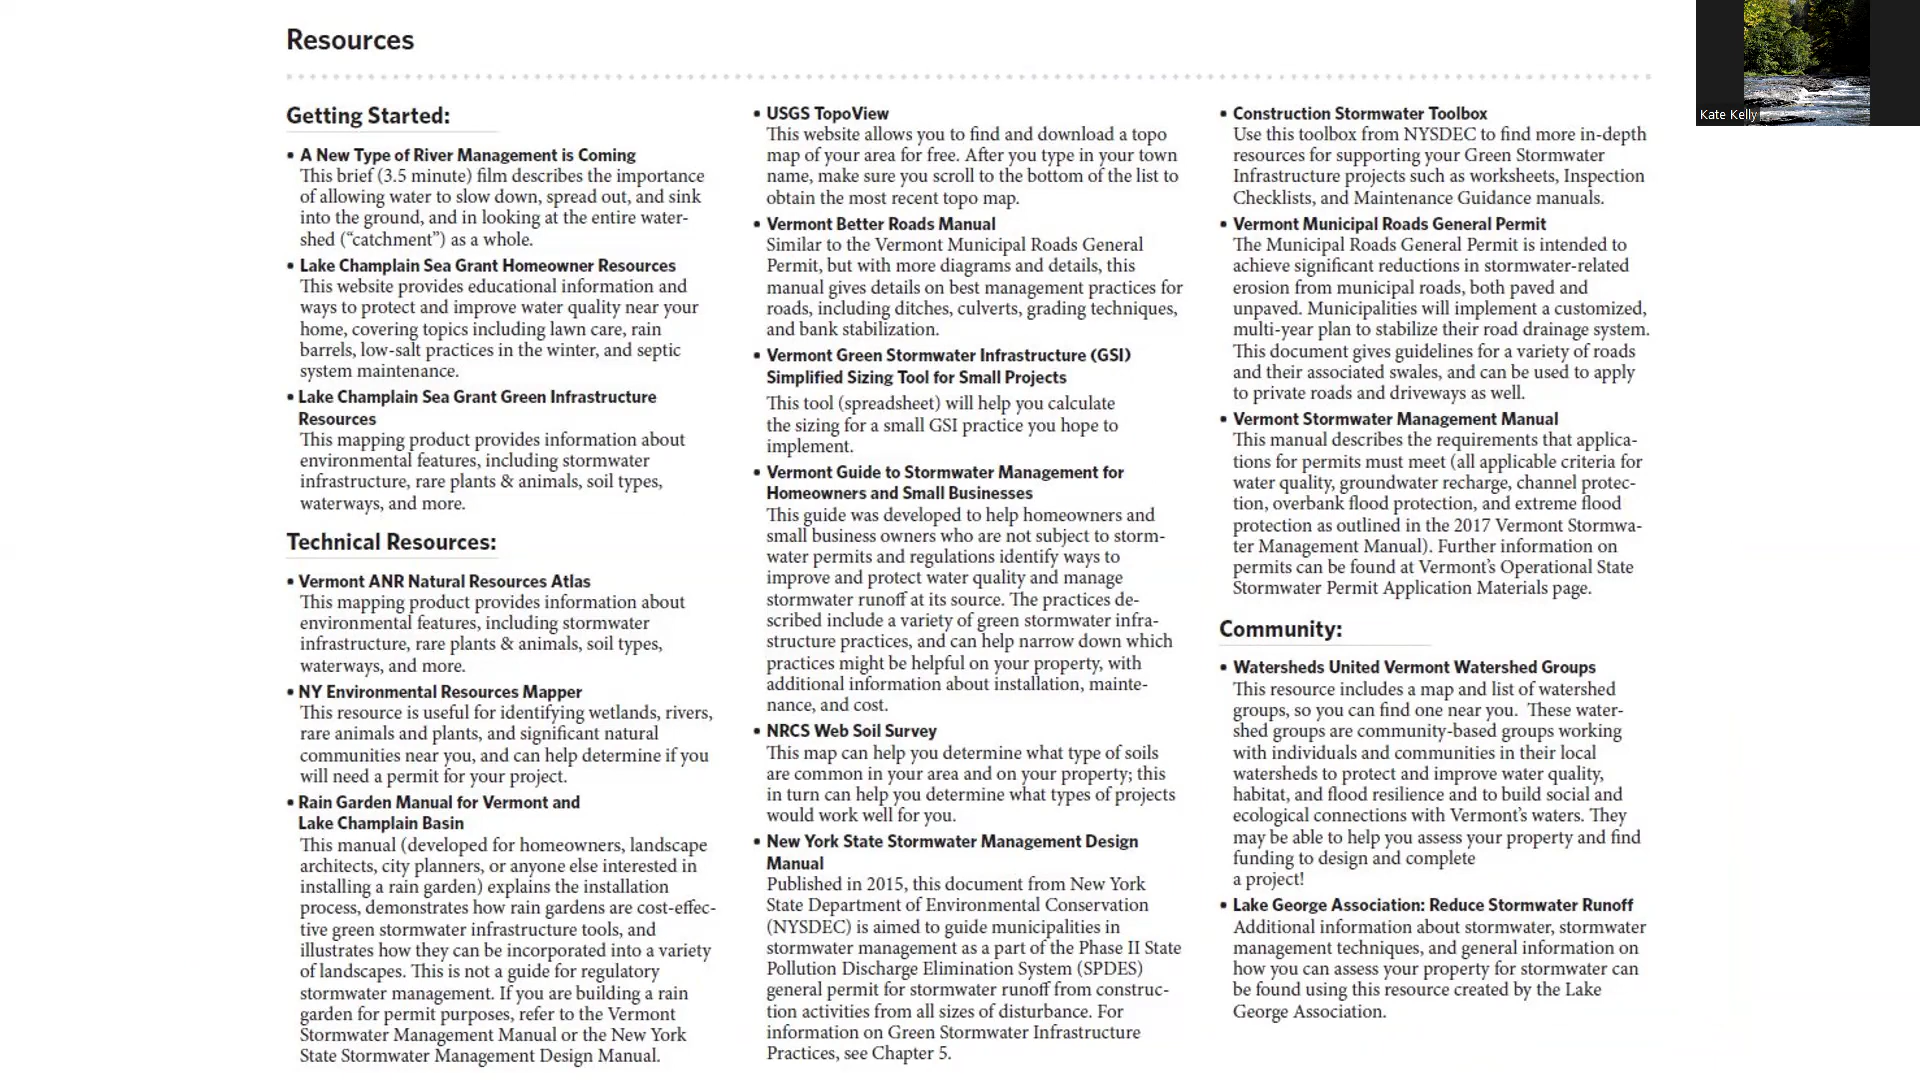 Resources
Getting Started:
• A New Type of River Management is Coming
This brief (3.5 minute) film describes the importance
of allowing water to slow down, spread out, and sink
into the ground, and in looking at the entire water-
shed (“catchment”) as a whole.
• Lake Champlain Sea Grant Homeowner Resources
This website provides educational information and
ways to protect and improve water quality near your
home, covering topics including lawn care, rain
barrels, low-salt practices in the winter, and septic
system maintenance.
• Lake Champlain Sea Grant Green Infrastructure
Resources
This mapping product provides information about
environmental features, including stormwater
infrastructure, rare plants & animals, soil types,
waterways, and more.
Technical Resources:
• Vermont ANR Natural Resources Atlas
This mapping product provides information about
environmental features, including stormwater
infrastructure, rare plants & animals, soil types,
waterways, and more.
• NY Environmental Resources Mapper
This resource is useful for identifying wetlands, rivers,
rare animals and plants, and significant natural
communities near you, and can help determine if you
will need a permit for your project.
• Rain Garden Manual for Vermont and
Lake Champlain Basin
This manual (developed for homeowners, landscape
architects, city planners, or anyone else interested in
installing a rain garden) explains the installation
process, demonstrates how rain gardens are cost-effec-
tive green stormwater infrastructure tools, and
illustrates how they can be incorporated into a variety
of landscapes. This is not a guide for regulatory
stormwater management. If you are building a rain
garden for permit purposes, refer to the Vermont
Stormwater Management Manual or the New York
State Stormwater Management Design Manual.
• USGS TopoView
This website allows you to find and download a topo
map of your area for free. After you type in your town
name, make sure you scroll to the bottom of the list to
obtain the most recent topo map.
• Vermont Better Roads Manual
Similar to the Vermont Municipal Roads General
Permit, but with more diagrams and details, this
manual gives details on best management practices for
roads, including ditches, culverts, grading techniques,
and bank stabilization.
• Vermont Green Stormwater Infrastructure (GSI)
Simplified Sizing Tool for Small Projects
This tool (spreadsheet) will help you calculate
the sizing for a small GSI practice you hope to
implement.
• Vermont Guide to Stormwater Management for
Homeowners and Small Businesses
This guide was developed to help homeowners and
small business owners who are not subject to storm-
water permits and regulations identify ways to
improve and protect water quality and manage
stormwater runoff at its source. The practices de-
scribed include a variety of green stormwater infra-
structure practices, and can help narrow down which
practices might be helpful on your property, with
additional information about installation, mainte-
nance, and cost.
• NRCS Web Soil Survey
This map can help you determine what type of soils
are common in your area and on your property; this
in turn can help you determine what types of projects
would work well for you.
• New York State Stormwater Management Design
Manual
Published in 2015, this document from New York
State Department of Environmental Conservation
(NYSDEC) is aimed to guide municipalities in
stormwater management as a part of the Phase II State
Pollution Discharge Elimination System (SPDES)
general permit for stormwater runoff from construc-
tion activities from all sizes of disturbance. For
information on Green Stormwater Infrastructure
Practices, see Chapter 5.
• Construction Stormwater Toolbox
Use this toolbox from NYSDEC to find more in-depth
resources for supporting your Green Stormwater
Infrastructure projects such as worksheets, Inspection
Checklists, and Maintenance Guidance manuals.
• Vermont Municipal Roads General Permit
The Municipal Roads General Permit is intended to
achieve significant reductions in stormwater-related
erosion from municipal roads, both paved and
unpaved. Municipalities will implement a customized,
multi-year plan to stabilize their road drainage system.
This document gives guidelines for a variety of roads
and their associated swales, and can be used to apply
to private roads and driveways as well.
• Vermont Stormwater Management Manual
This manual describes the requirements that applica-
tions for permits must meet (all applicable criteria for
water quality, groundwater recharge, channel protec-
tion, overbank flood protection, and extreme flood
protection as outlined in the 2017 Vermont Stormwa-
ter Management Manual). Further information on
permits can be found at Vermont’s Operational State
Stormwater Permit Application Materials page.
Community:
• Watersheds United Vermont Watershed Groups
This resource includes a map and list of watershed
groups, so you can find one near you. These water-
shed groups are community-based groups working
with individuals and communities in their local
watersheds to protect and improve water quality,
habitat, and flood resilience and to build social and
ecological connections with Vermont’s waters. They
may be able to help you assess your property and find
funding to design and complete
a project!
• Lake George Association: Reduce Stormwater Runoff
Additional information about stormwater, stormwater
management techniques, and general information on
how you can assess your property for stormwater can
be found using this resource created by the Lake
George Association.
Kate Kelly